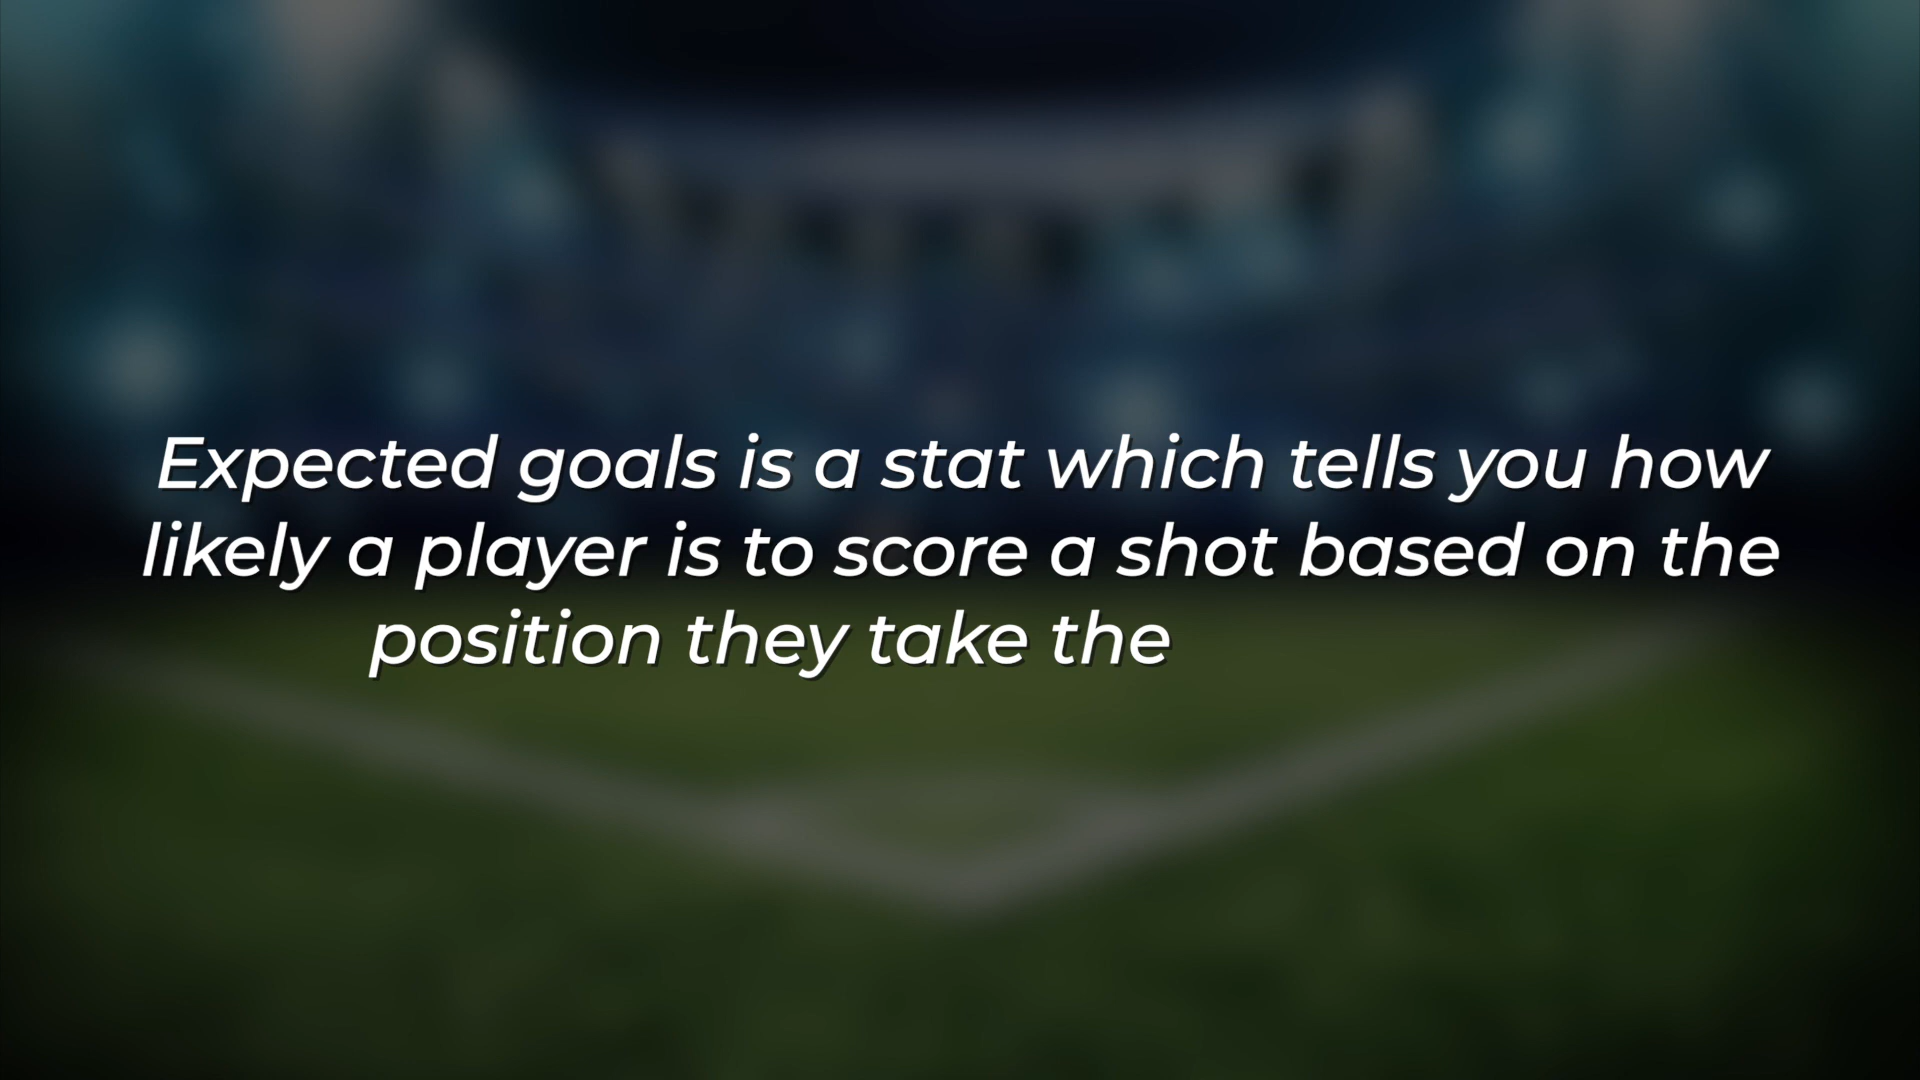 Expected goals is a stat which tells you how
likely a player is to score a shot based on the
position they take the